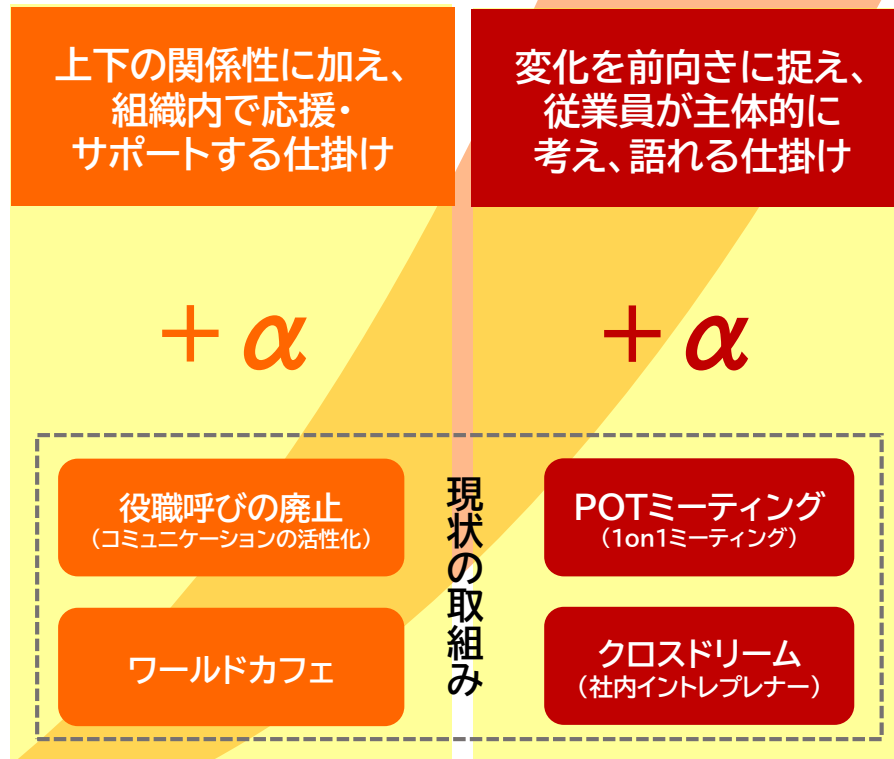 上下の関係性に加え、
組織内で応援・
サポートする仕掛け
変化を前向きに捉え、
従業員が主体的に
考え、語れる仕掛け
＋α
＋α
現状の取組み
役職呼びの廃止
（コミュニケーションの活性化）
ワールドカフェ
POTミーティング
（1on1ミーティング）
クロスドリーム
（社内イントレプレナー）